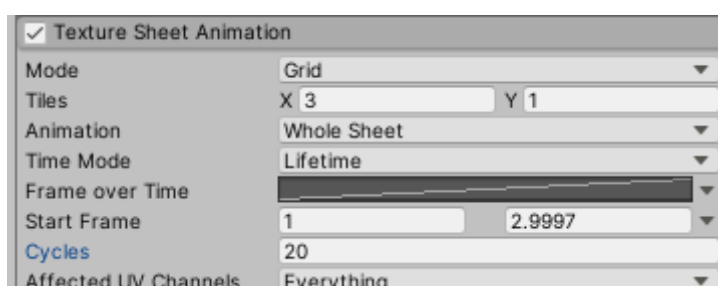 Texture Sheet Animation
Mode Grid
Tiles X 3 Y 1
Animation Whole Sheet
Time Mode Lifetime
Frame over Time
Start Frame 1 2.9997
Cycles 20
Affected UV Channels Everything